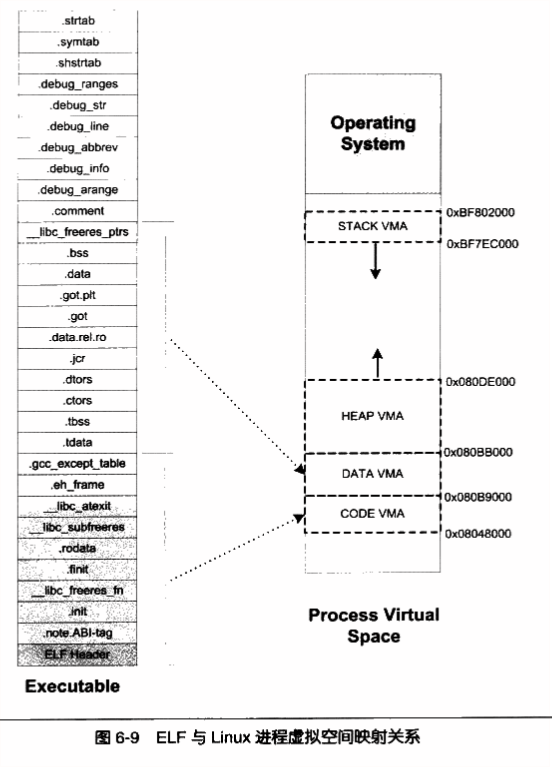 .strtab
.symtab
.shstrtab
.debug_ranges
.debug_str
.debug_line
.debug_abbrev
.debug_info
.debug_arange
.comment
__libc_freeres_ptrs
.bss
.data
.got.plt
.got
.data.rel.ro
.jcr
.dtors
.ctors
.tbss
.tdata
.gcc_except_table
.eh_frame
__libc_atexit
__libc_subfreeres
.rodata
.finit
__libc_freeres_fn
.init
.note.ABI-tag
ELF Header
Executable
Operating
System
0xBF802000
STACK VMA
0xBF7EC000
0x080DE000
HEAP VMA
0x080BB000
DATA VMA
0x080B9000
CODE VMA
0x08048000
Process Virtual
Space
图 6-9 ELF 与 Linux 进程虚拟空间映射关系